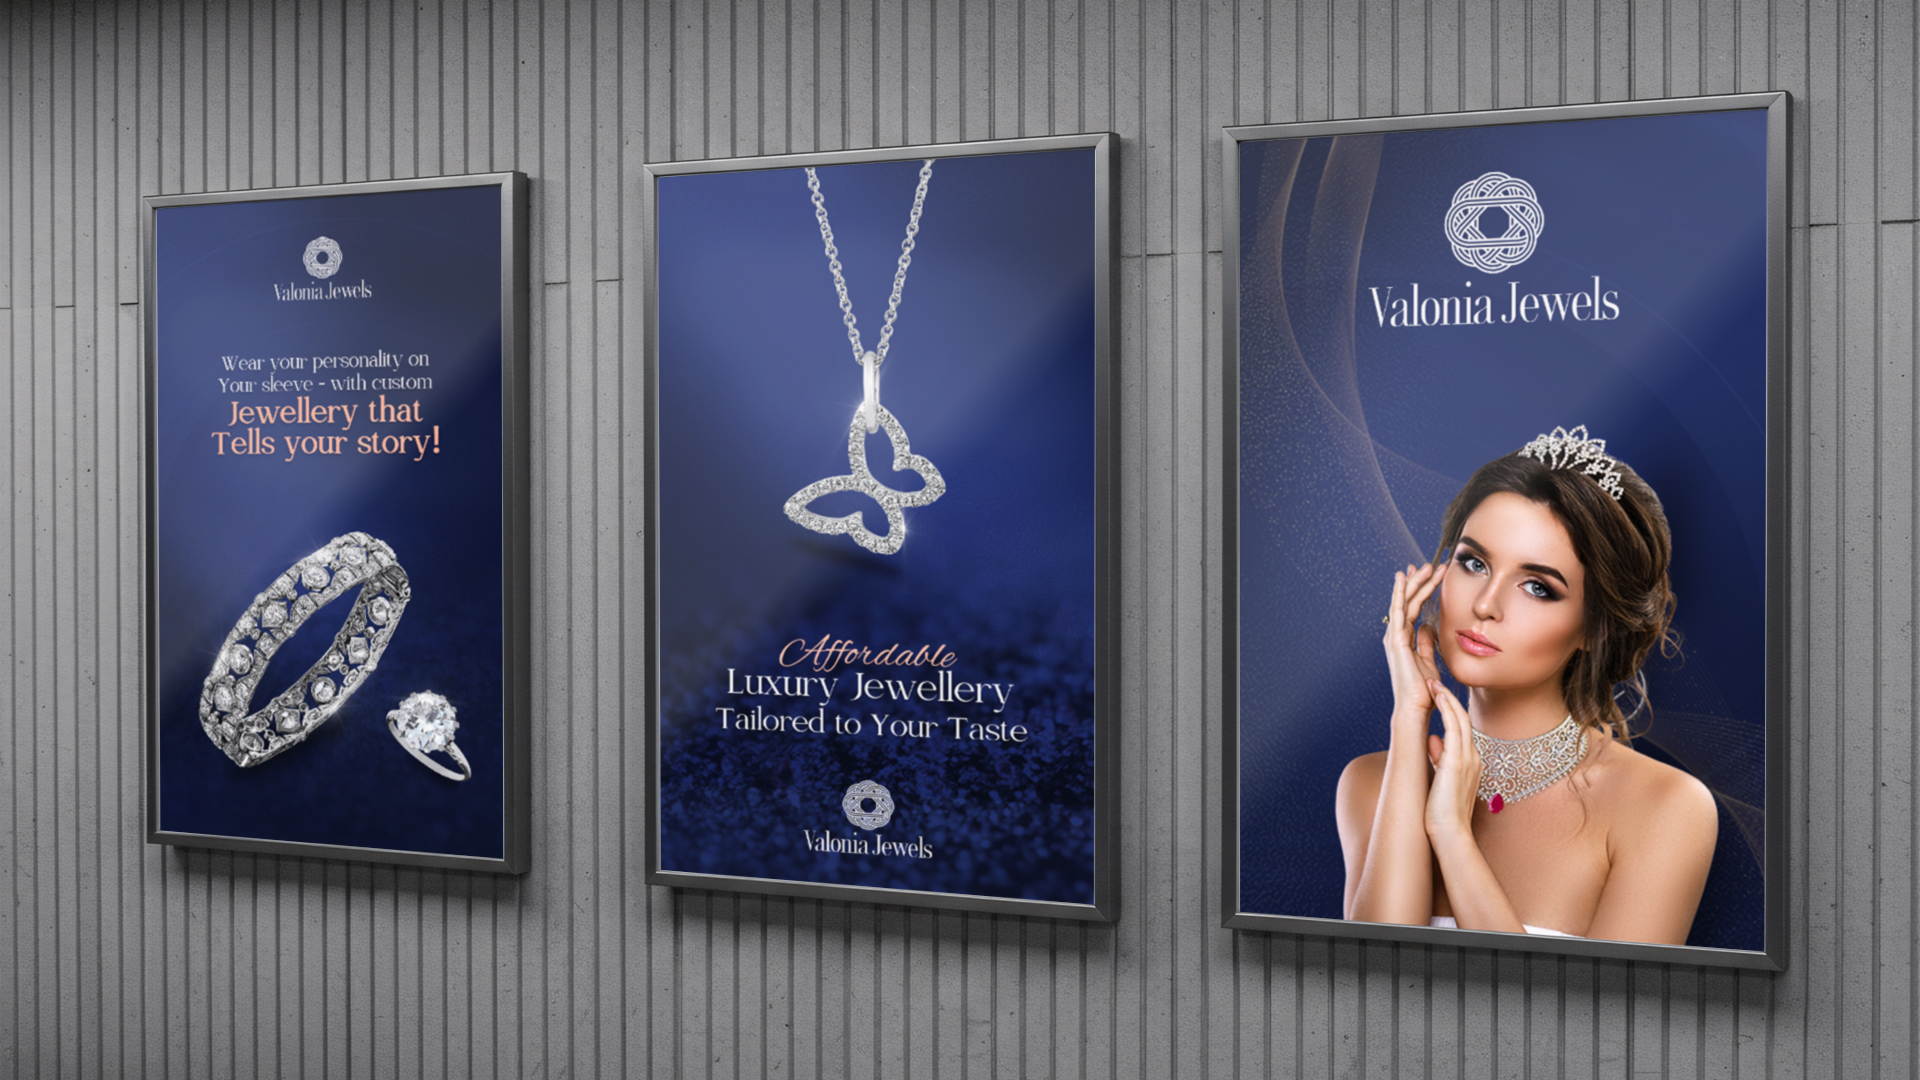 Valonia Jewels
Wear your personality on
Your sleeve - with custom
Jewellery that
Tells your story!
Affordable
Luxury Jewellery
Tailored to Your Taste
Valonia Jewels
Valonia Jewels